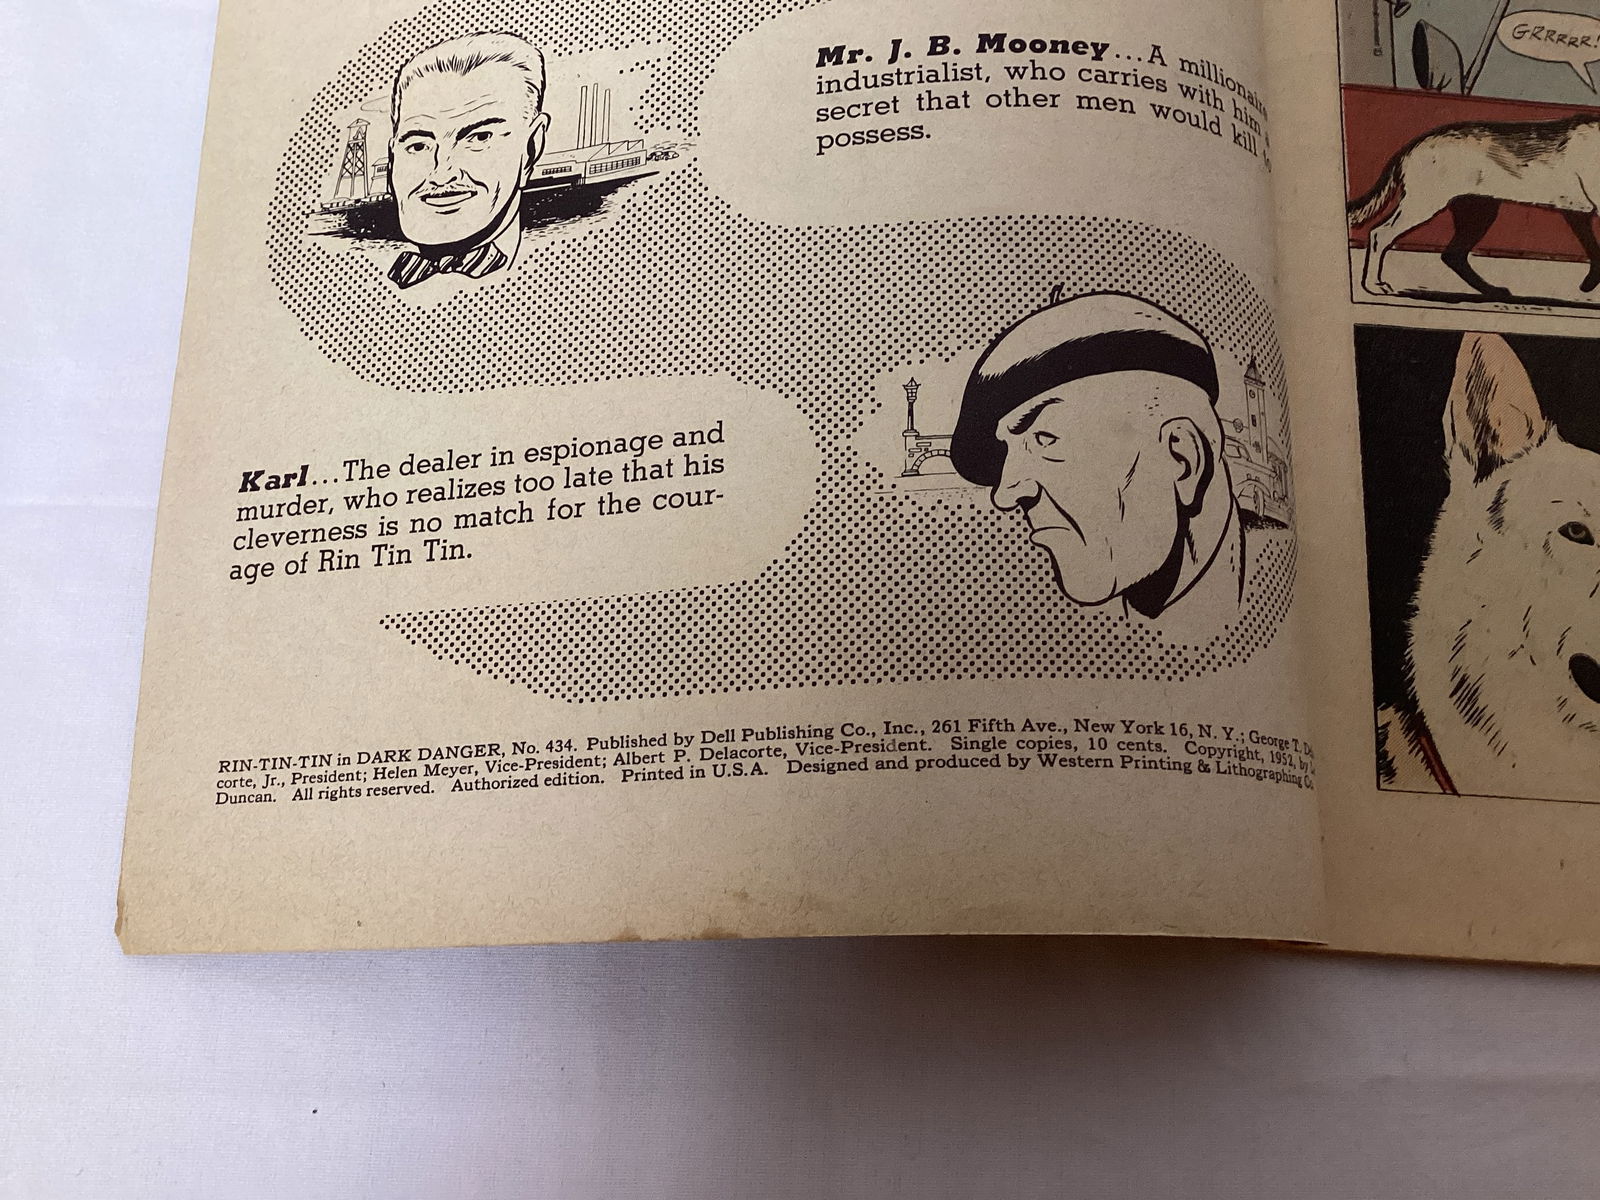 Mr. J. B. Mooney...A millionaire
industrialist, who carries with him a
secret that other men would kill to
possess.
Karl...The dealer in espionage and
murder, who realizes too late that his
cleverness is no match for the cour-
age of Rin Tin Tin.
RIN-TIN-TIN in DARK DANGER, No. 434. Published by Dell Publishing Co., Inc., 261 Fifth Ave., New York 16, N. Y.; George T.
corte, Jr., President; Helen Meyer, Vice-President; Albert P. Delacorte, Vice-President. Single copies, 10 cents. Copyright, 1952, by
Duncan. All rights reserved. Authorized edition. Printed in U.S.A. Designed and produced by Western Printing & Lithographing
GRRRRR!